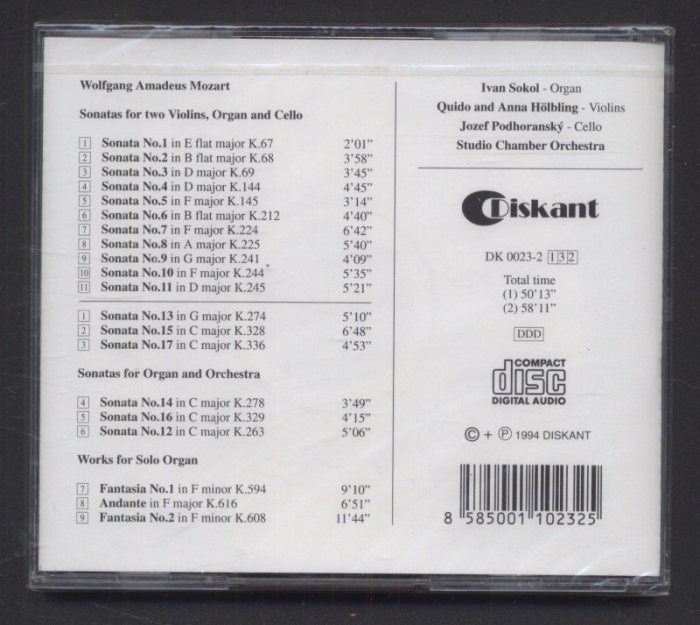 Wolfgang Amadeus Mozart
Sonatas for two Violins, Organ and Cello
1 Sonata No.1 in E flat major K.67 2'01"
2 Sonata No.2 in B flat major K.68 3'58"
3 Sonata No.3 in D major K.69 3'45"
4 Sonata No.4 in D major K.144 4'45"
5 Sonata No.5 in F major K.145 3'14"
6 Sonata No.6 in B flat major K.212 4'40"
7 Sonata No.7 in F major K.224 6'42"
8 Sonata No.8 in A major K.225 5'40"
9 Sonata No.9 in G major K.241 4'09"
10 Sonata No.10 in F major K.244 5'35"
11 Sonata No.11 in D major K.245 5'21"
1 Sonata No.13 in G major K.274 5'10"
2 Sonata No.15 in C major K.328 6'48"
3 Sonata No.17 in C major K.336 4'53"
Sonatas for Organ and Orchestra
4 Sonata No.14 in C major K.278 3'49"
5 Sonata No.16 in C major K.329 4'15"
6 Sonata No.12 in C major K.263 5'06"
Works for Solo Organ
7 Fantasia No.1 in F minor K.594 9'10"
8 Andante in F major K.616 6'51"
9 Fantasia No.2 in F minor K.608 11'44"
Ivan Sokol - Organ
Quido and Anna Hölbling - Violins
Jozef Podhoranský - Cello
Studio Chamber Orchestra
Diskant
DK 0023-2 132
Total time
(1) 50'13"
(2) 58'11"
DDD
COMPACT
disc
DIGITAL AUDIO
© + ℗ 1994 DISKANT
8 585001 102325